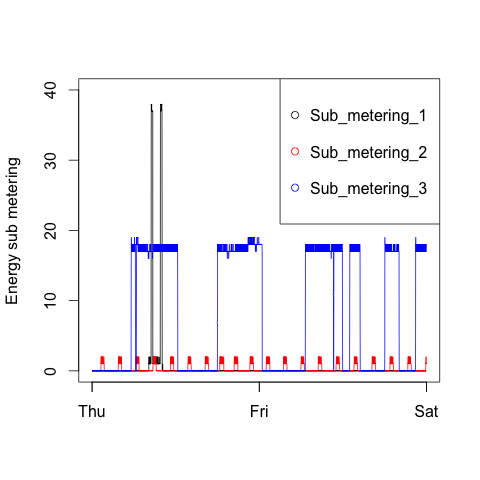 Energy sub metering
40
30
20
10
0
Sub_metering_1
Sub_metering_2
Sub_metering_3
Thu Fri Sat